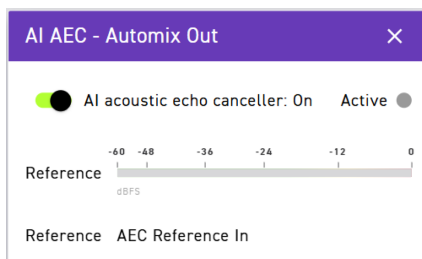 AI AEC - Automix Out
AI acoustic echo canceller: On Active
-60 -48 -36 -24 -12 0
Reference
dBFS
Reference AEC Reference In